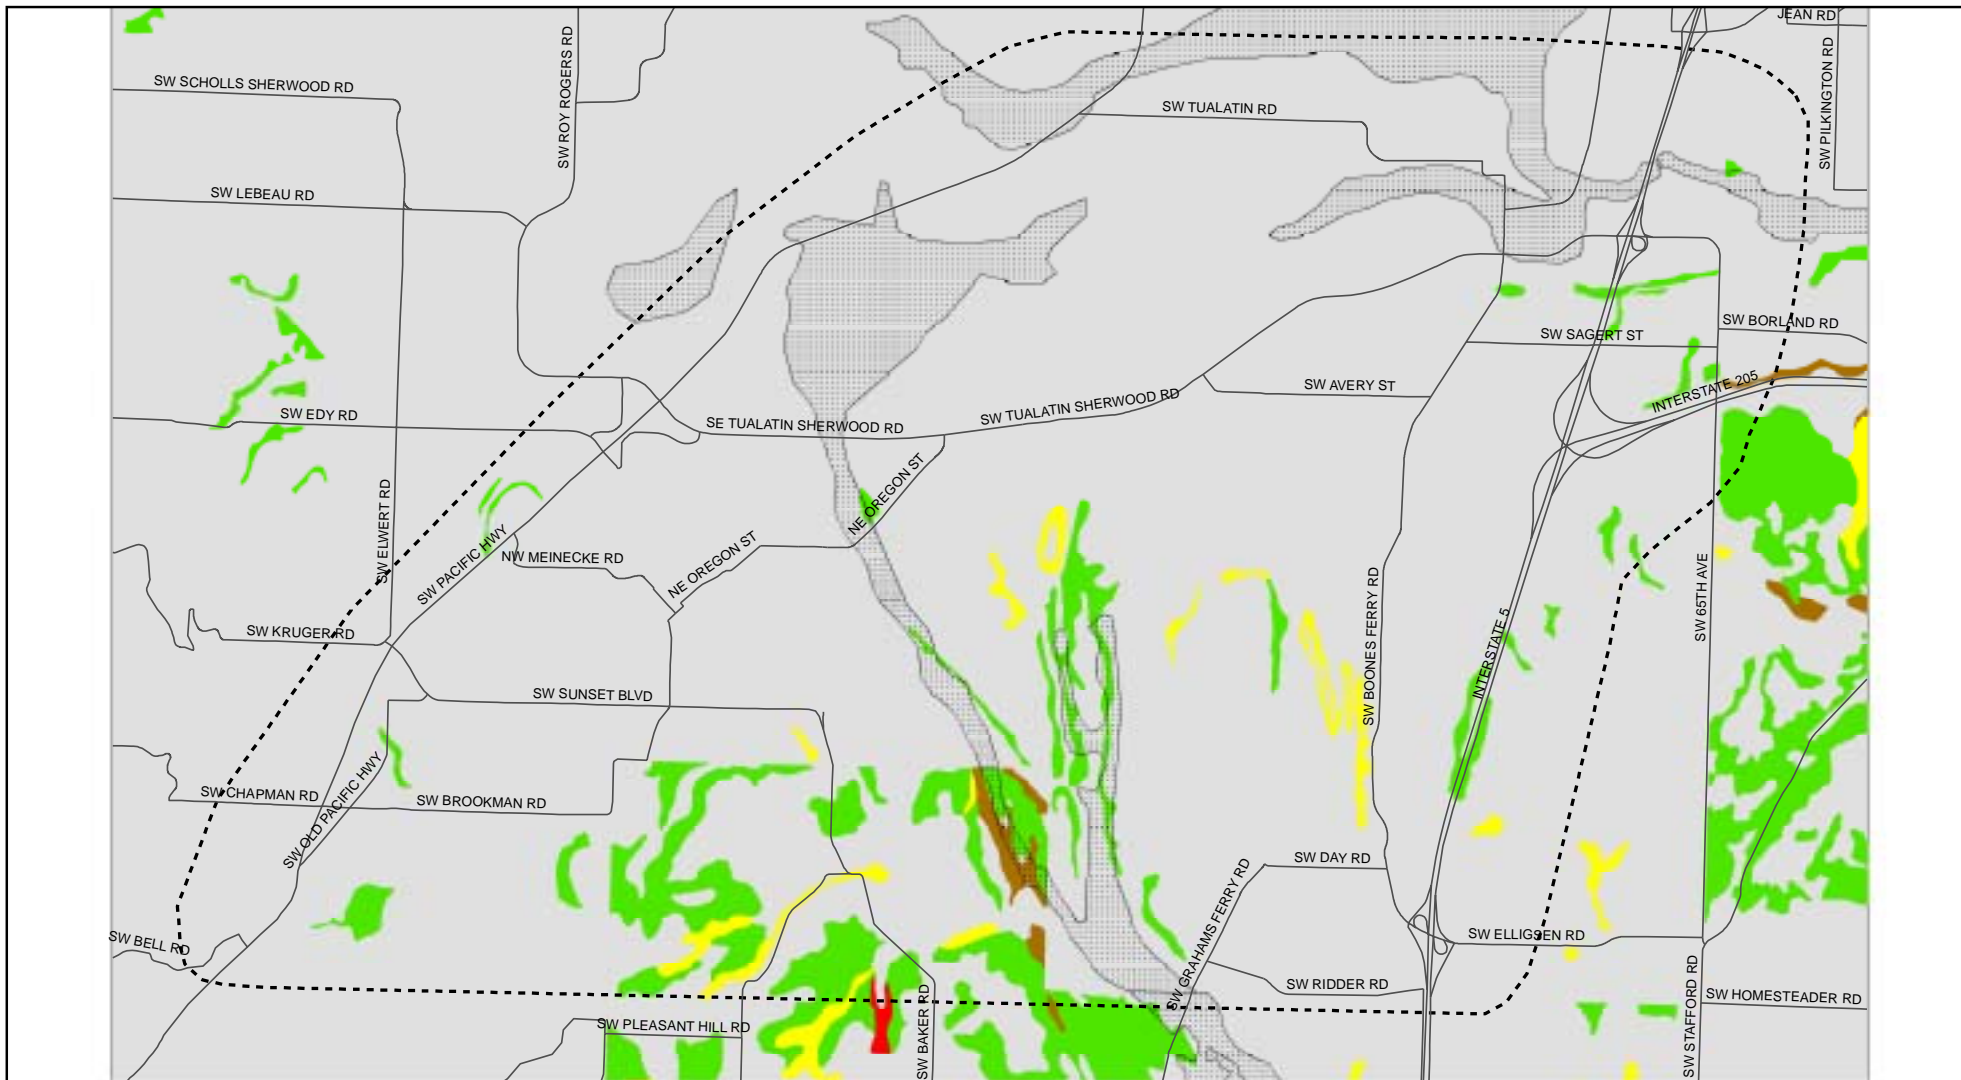 JEAN RD
SW PILKINGTON RD
SW SCHOLLS SHERWOOD RD
SW ROY ROGERS RD
SW TUALATIN RD
SW LEBEAU RD
SW BORLAND RD
SW SAGERT ST
INTERSTATE 205
SW AVERY ST
SW TUALATIN SHERWOOD RD
SW EDY RD
SE TUALATIN SHERWOOD RD
NE OREGON ST
SW ELWERT RD
SW PACIFIC HWY
NW MEINECKE RD
NE OREGON ST
SW BOONES FERRY RD
INTERSTATE 5
SW 65TH AVE
SW KRUGER RD
SW SUNSET BLVD
SW OLD PACIFIC HWY
SW CHAPMAN RD
SW BROOKMAN RD
SW DAY RD
SW GRAHAMS FERRY RD
SW BELL RD
SW ELLIGSEN RD
SW RIDDER RD
SW STAFFORD RD
SW HOMESTEADER RD
SW PLEASANT HILL RD
SW BAKER RD